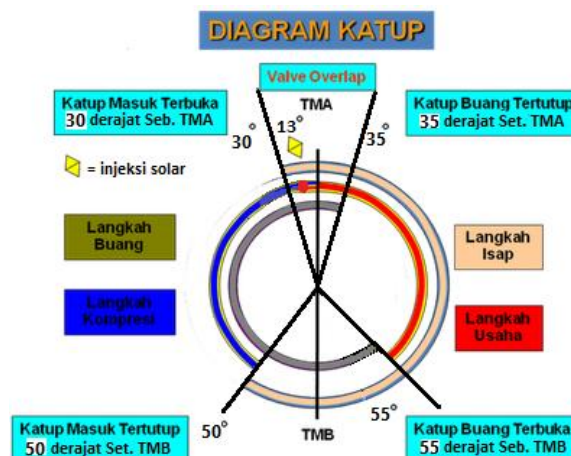 DIAGRAM KATUP
Valve Overlap
TMA
Katup Masuk Terbuka
30 derajat Seb. TMA
Katup Buang Tertutup
35 derajat Set. TMA
30°
13°
35°
= injeksi solar
Langkah
Buang
Langkah
Isap
Langkah
Kompresi
Langkah
Usaha
Katup Masuk Tertutup
50 derajat Set. TMB
50°
TMB
55°
Katup Buang Terbuka
55 derajat Seb. TMB